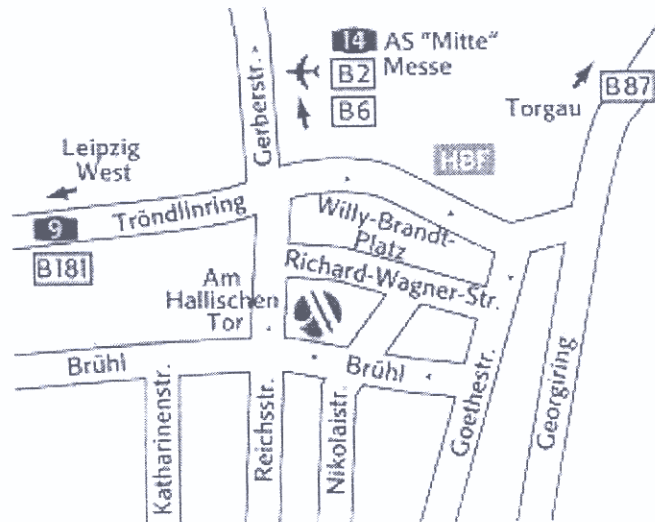 14 AS "Mitte"
Messe
B2
B6
Gerberstr.
B87
Torgau
HBF
Leipzig
West
9
B181
Tröndlinring
Willy-Brandt-
Platz
Richard-Wagner-Str.
Am
Hallischen
Tor
Brühl
Brühl
Katharinenstr.
Reichsstr.
Nikolaistr.
Goethestr.
Georgiring